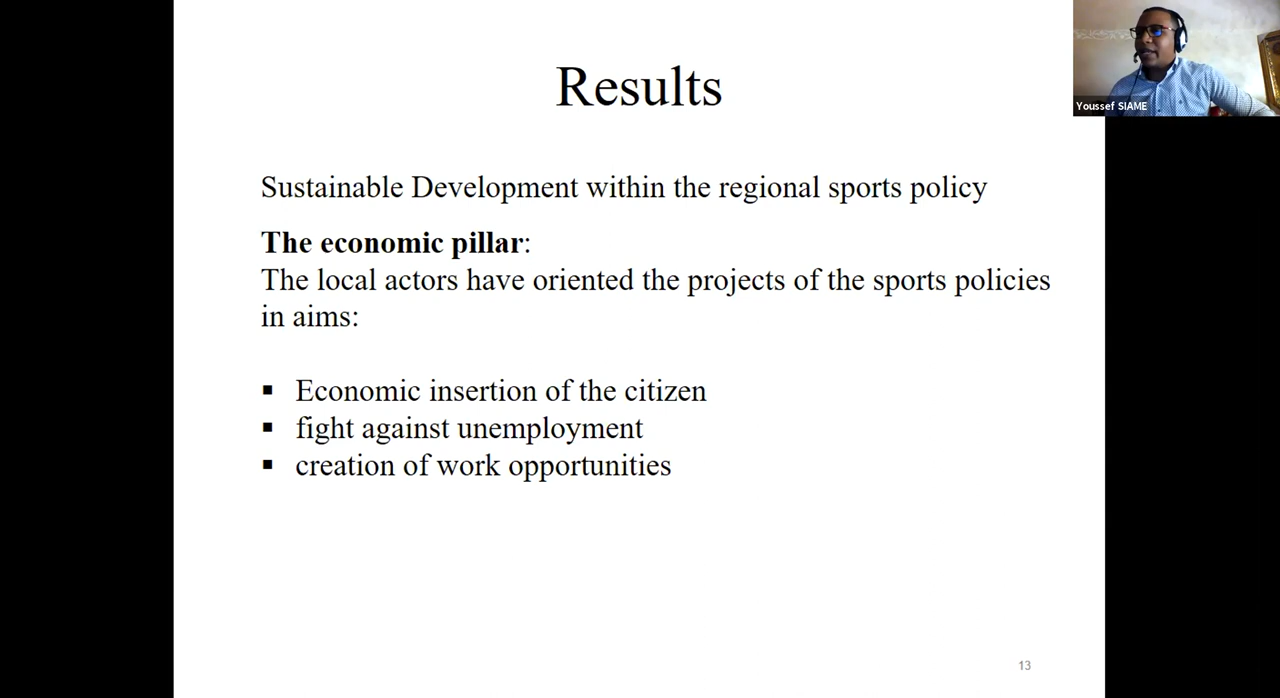 Results
Youssef SIAME
Sustainable Development within the regional sports policy
The economic pillar:
The local actors have oriented the projects of the sports policies
in aims:
▪ Economic insertion of the citizen
▪ fight against unemployment
▪ creation of work opportunities
13